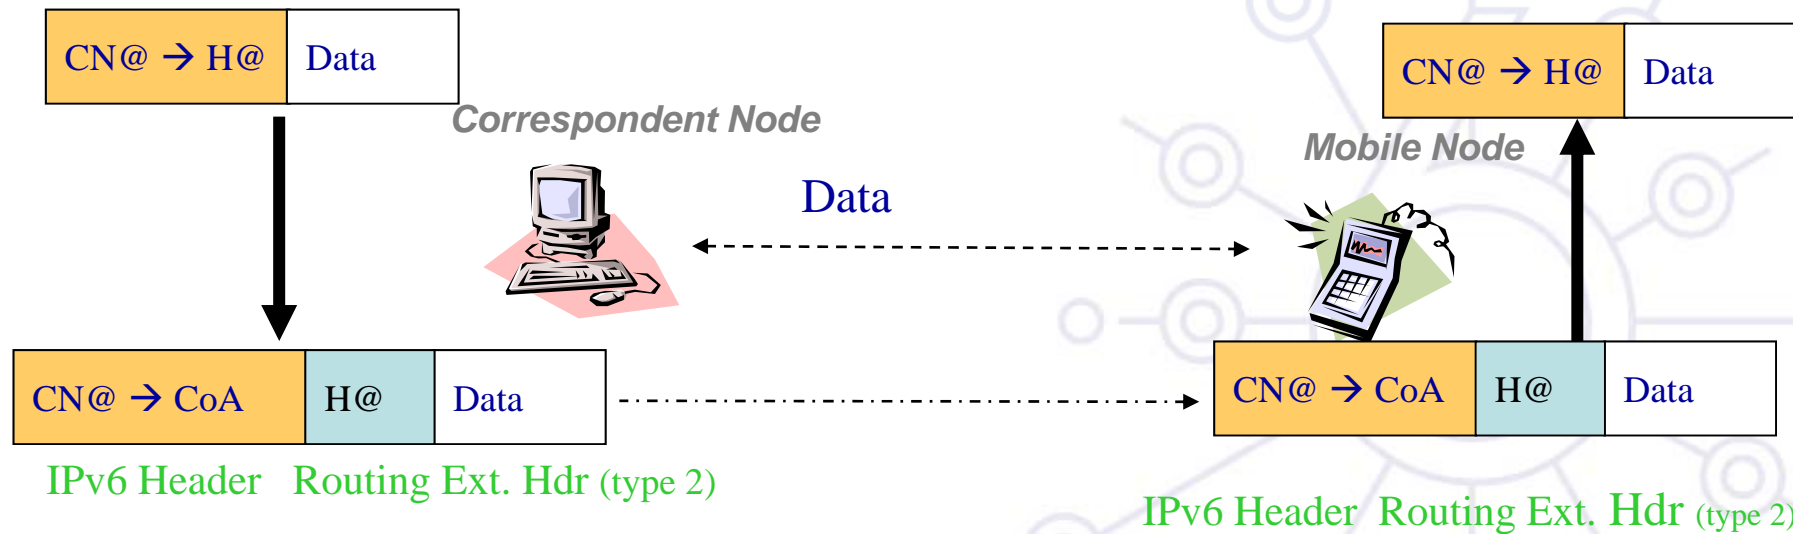 CN@ → H@ Data
CN@ → H@ Data
Correspondent Node
Mobile Node
Data
CN@ → CoA H@ Data
CN@ → CoA H@ Data
IPv6 Header Routing Ext. Hdr (type 2)
IPv6 Header Routing Ext. Hdr (type 2)